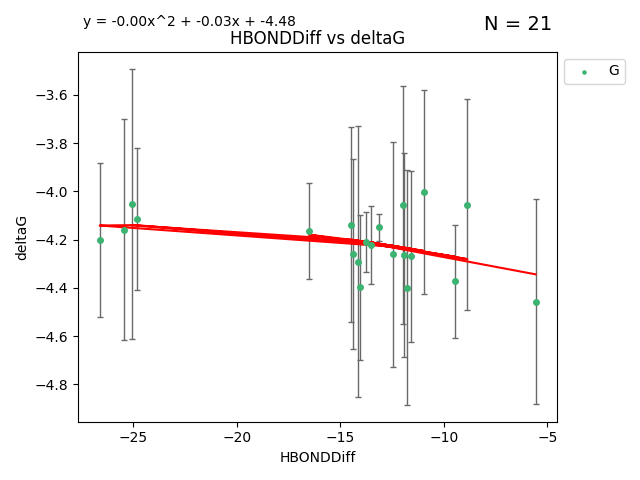 y = -0.00x^2 + -0.03x + -4.48
N = 21
HBONDDiff vs deltaG
G
−3.6
−3.8
−4.0
−4.2
−4.4
−4.6
−4.8
deltaG
−25
−20
−15
−10
−5
HBONDDiff